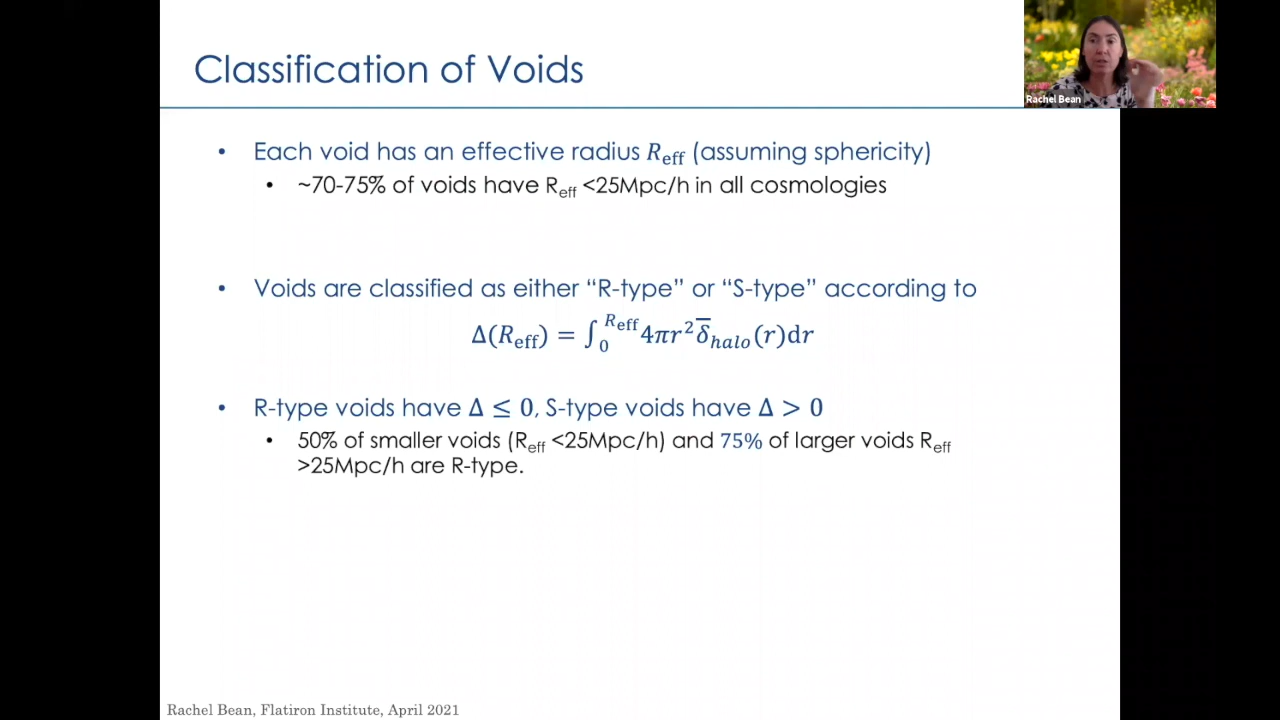 Classification of Voids
Rachel Bean
• Each void has an effective radius R_eff (assuming sphericity)
• ~70-75% of voids have R_eff <25Mpc/h in all cosmologies
• Voids are classified as either “R-type” or “S-type” according to
Δ(R_eff) = ∫_0^{R_eff} 4πr² δ̅_halo(r)dr
• R-type voids have Δ ≤ 0, S-type voids have Δ > 0
• 50% of smaller voids (R_eff <25Mpc/h) and 75% of larger voids R_eff
>25Mpc/h are R-type.
Rachel Bean, Flatiron Institute, April 2021